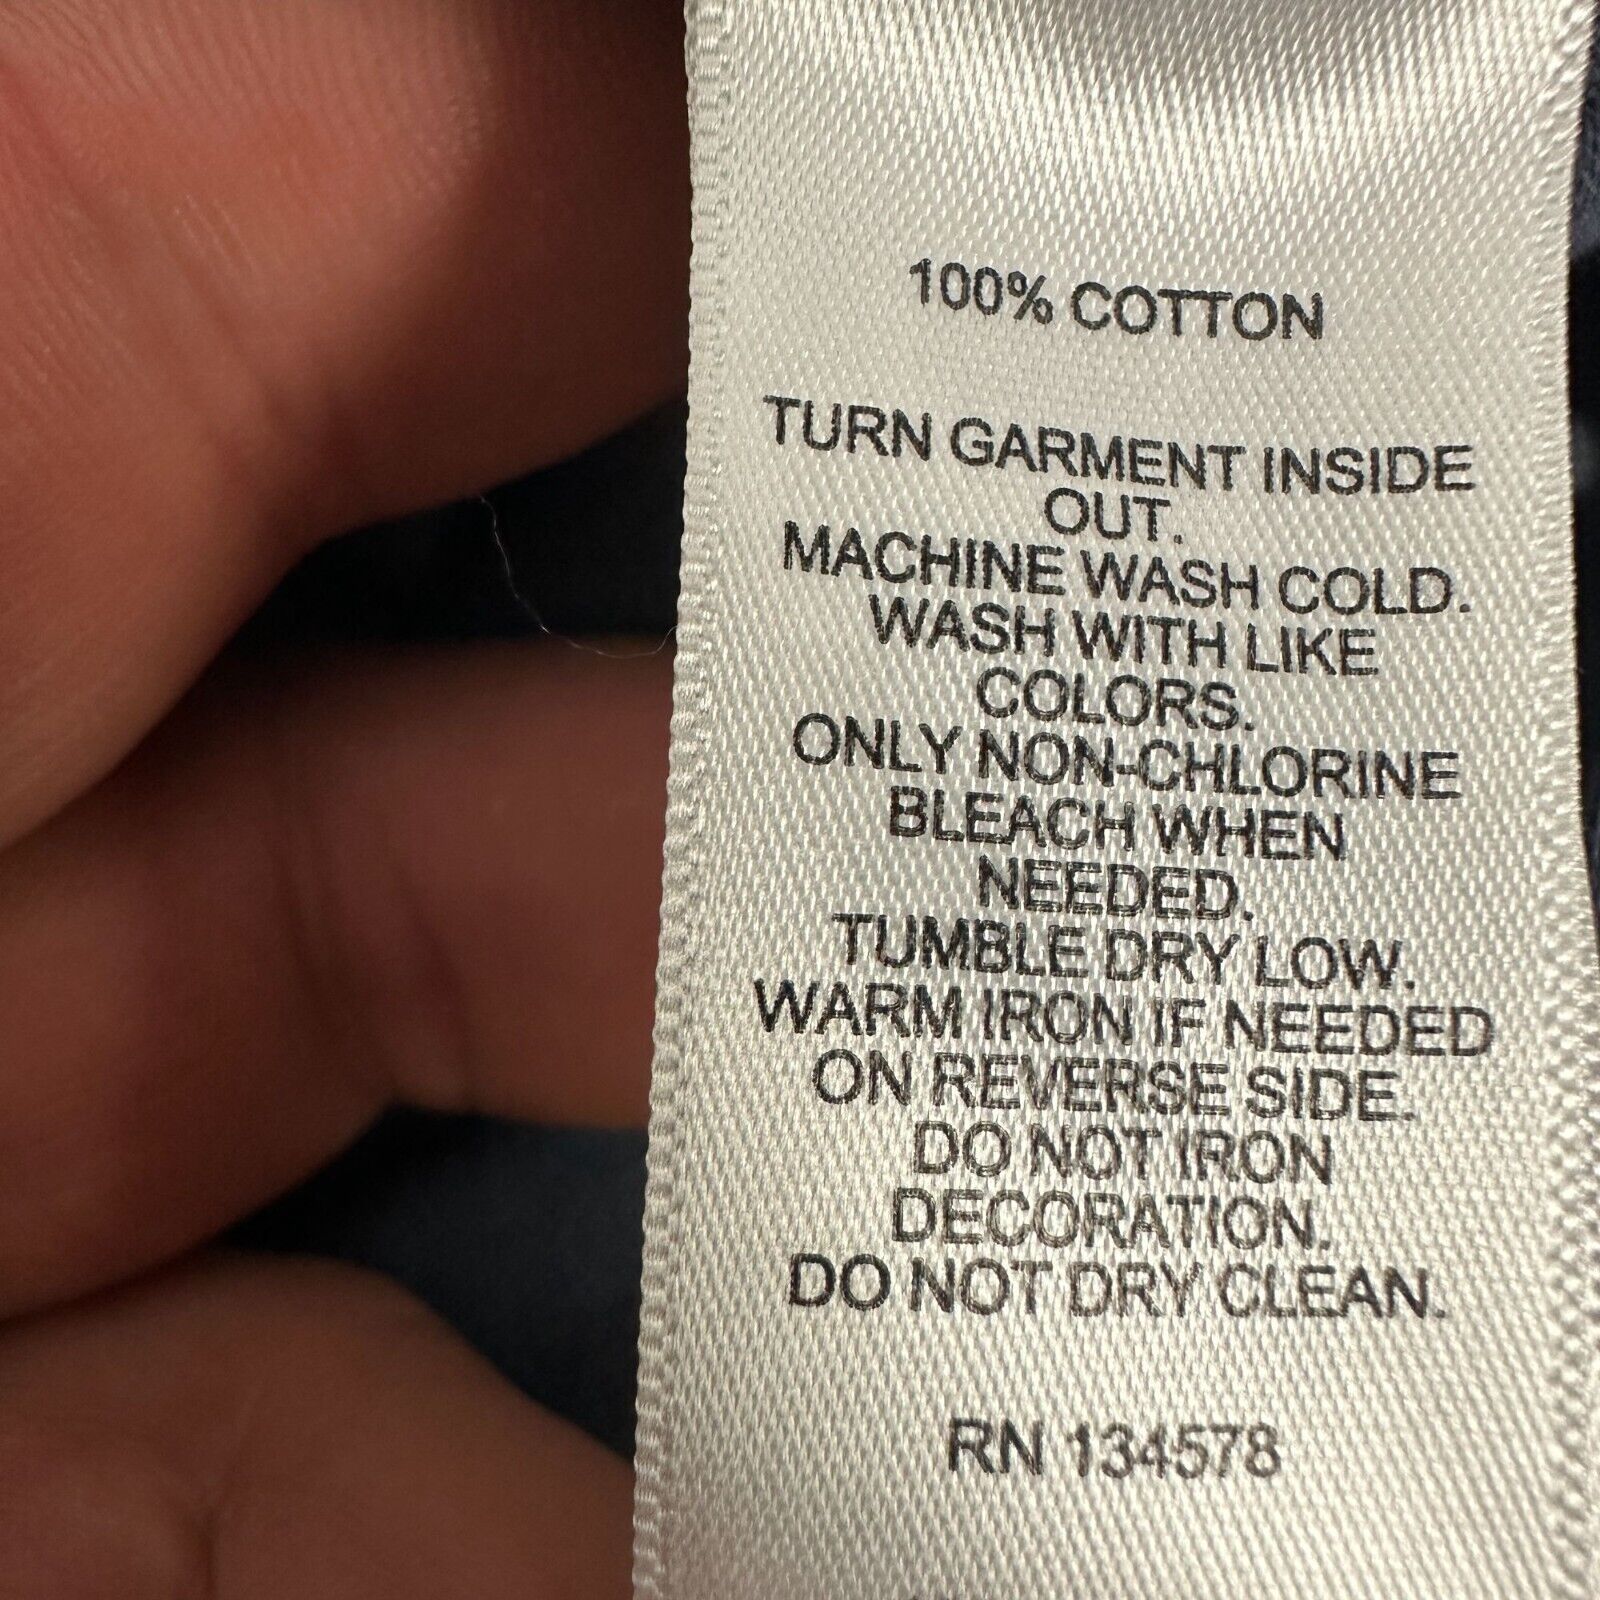 100% COTTON
TURN GARMENT INSIDE
OUT.
MACHINE WASH COLD.
WASH WITH LIKE
COLORS.
ONLY NON-CHLORINE
BLEACH WHEN
NEEDED.
TUMBLE DRY LOW.
WARM IRON IF NEEDED
ON REVERSE SIDE.
DO NOT IRON
DECORATION.
DO NOT DRY CLEAN.
RN 134578